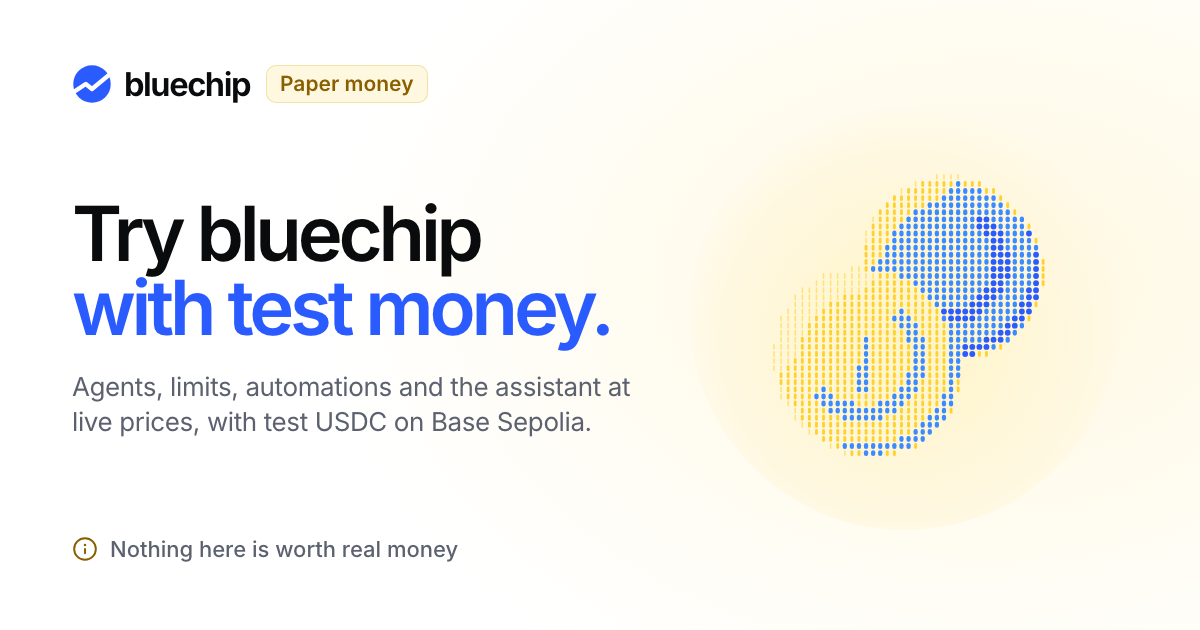 bluechip Paper money
Try bluechip
with test money.
Agents, limits, automations and the assistant at
live prices, with test USDC on Base Sepolia.
Nothing here is worth real money